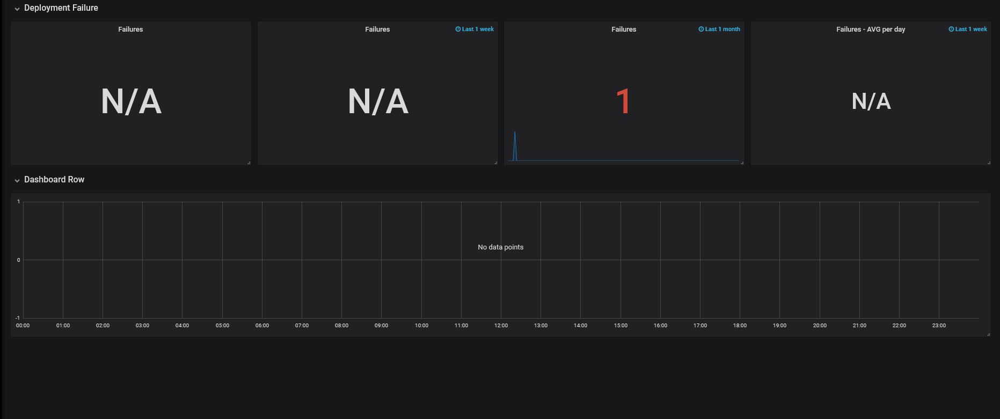 Deployment Failure
Failures
N/A
Failures
Last 1 week
N/A
Failures
Last 1 month
1
Failures - AVG per day
Last 1 week
N/A
Dashboard Row
1
0
-1
No data points
00:00 01:00 02:00 03:00 04:00 05:00 06:00 07:00 08:00 09:00 10:00 11:00 12:00 13:00 14:00 15:00 16:00 17:00 18:00 19:00 20:00 21:00 22:00 23:00